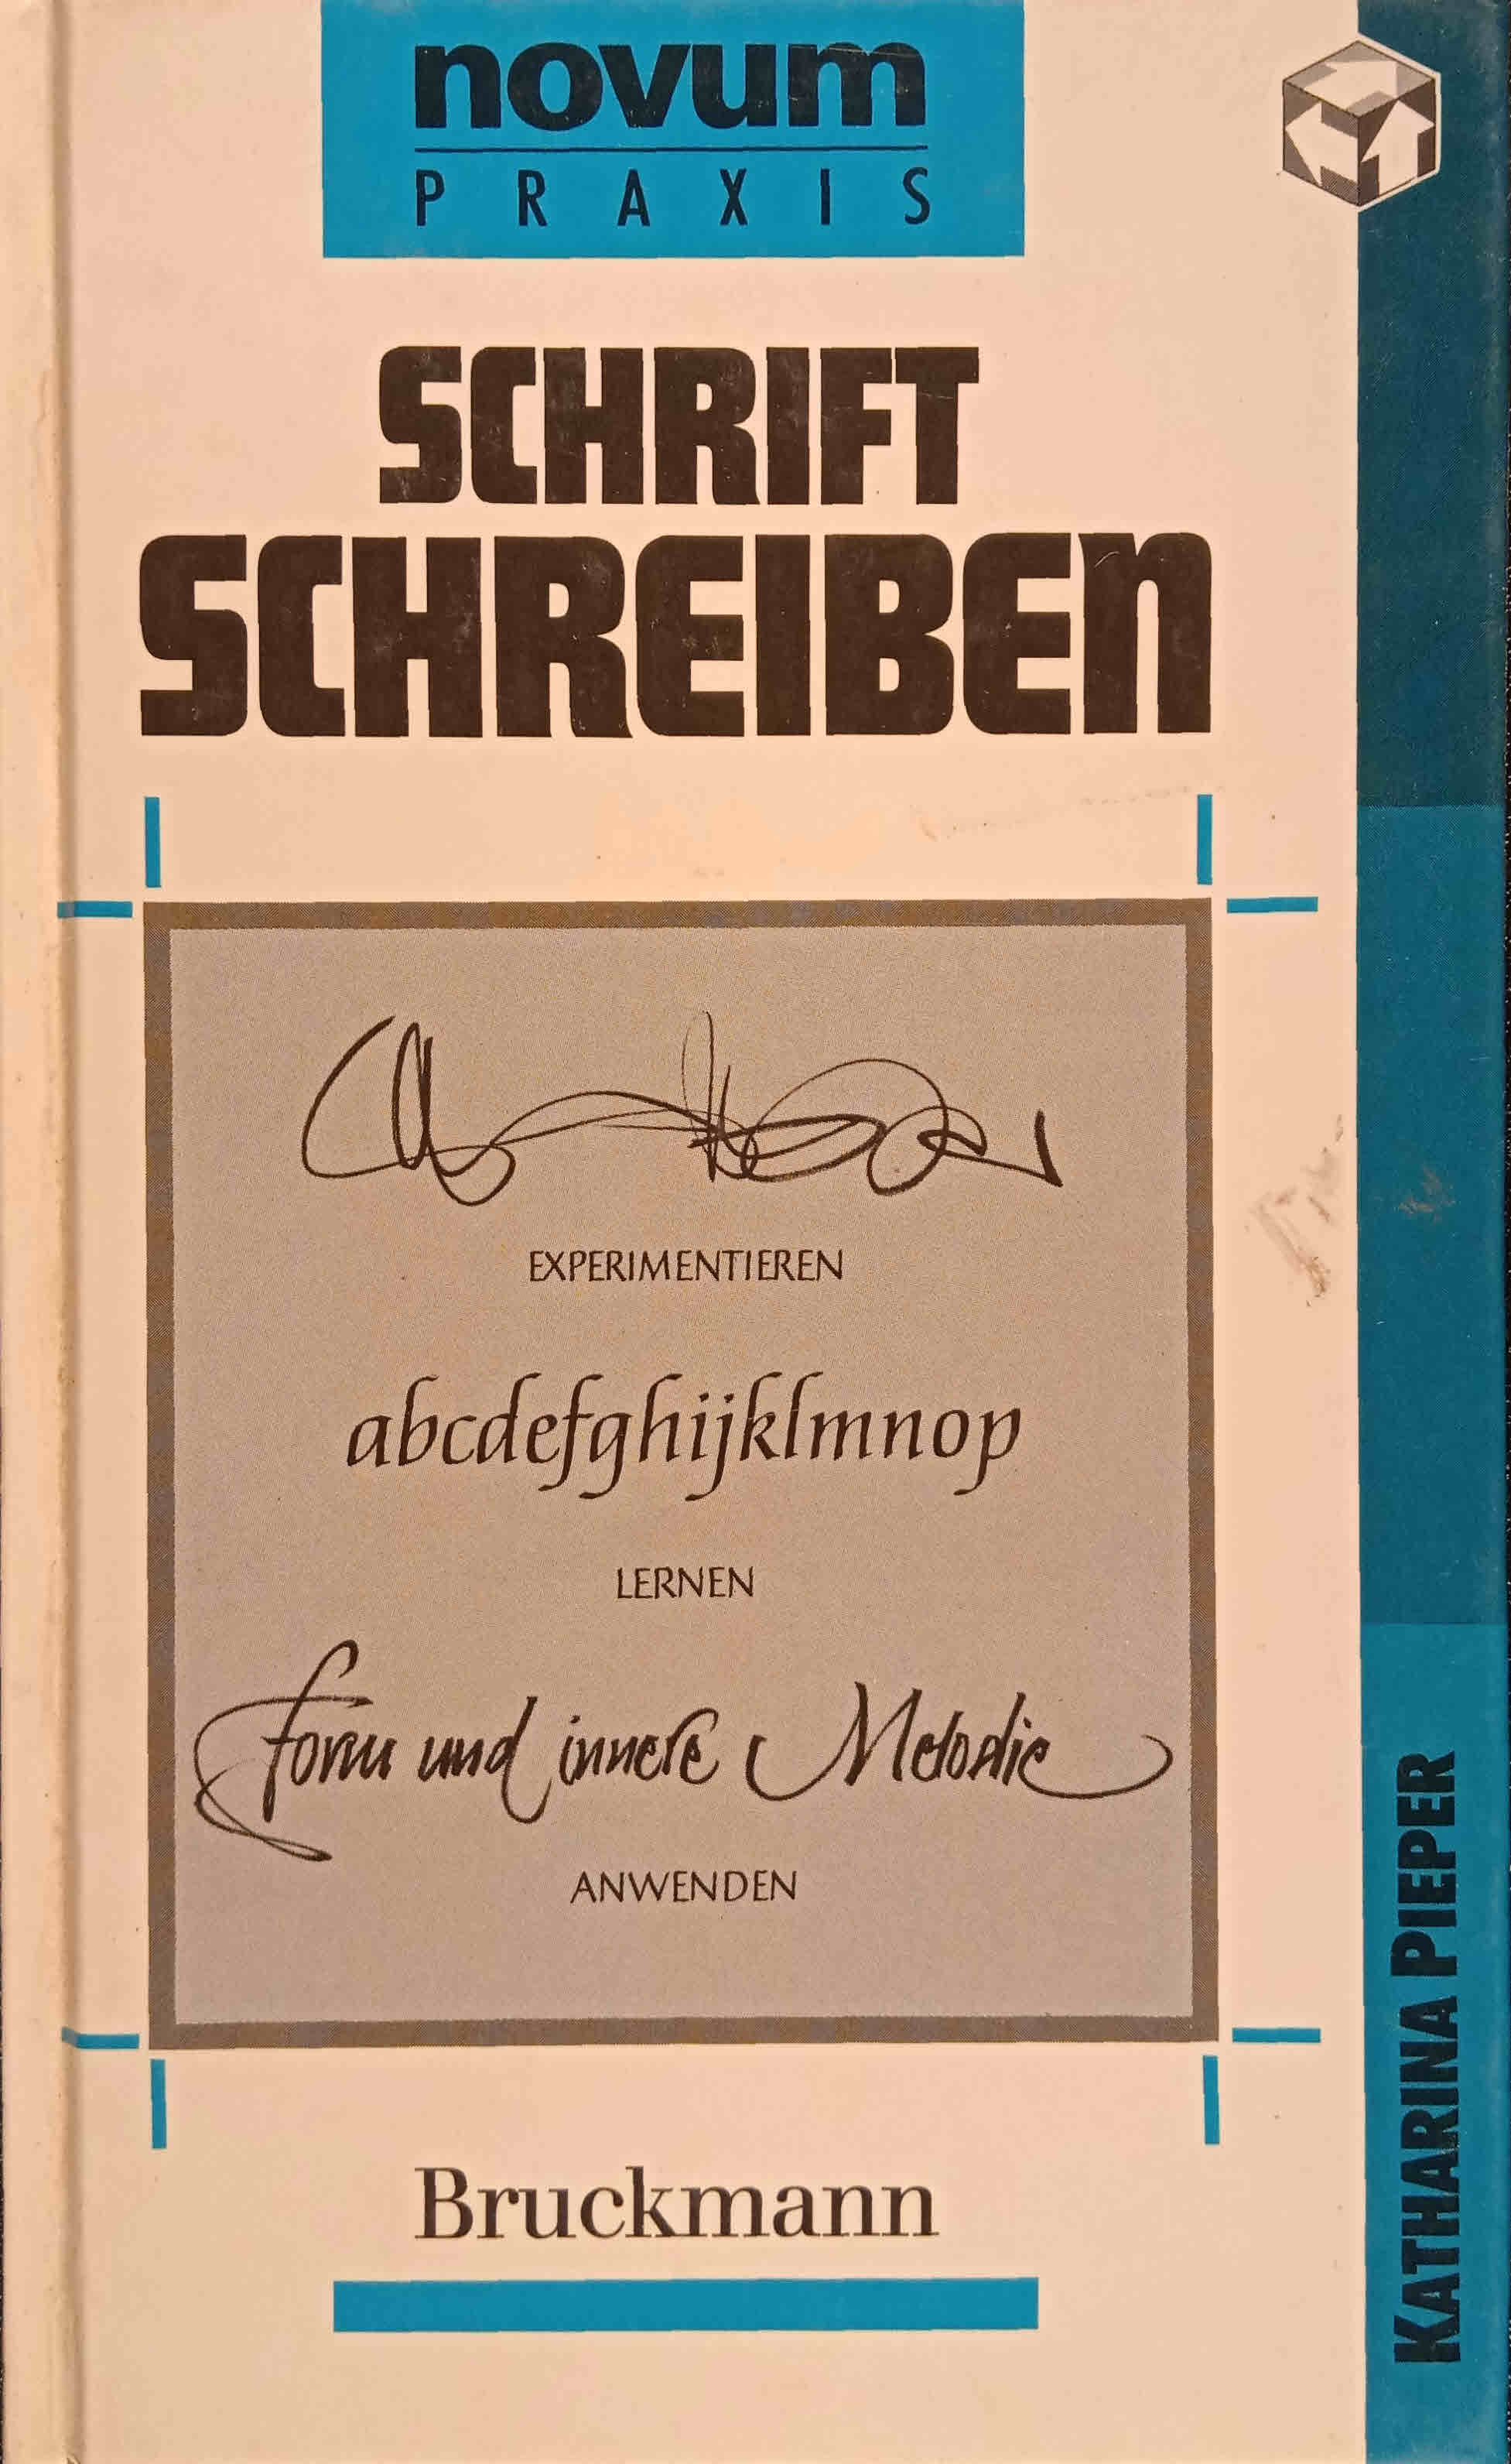 novum
PRAXIS
SCHRIFT
SCHREIBEN
EXPERIMENTIEREN
abcdefghijklmnop
LERNEN
Form und innere Melodie
ANWENDEN
Bruckmann
KATHARINA PIEPER